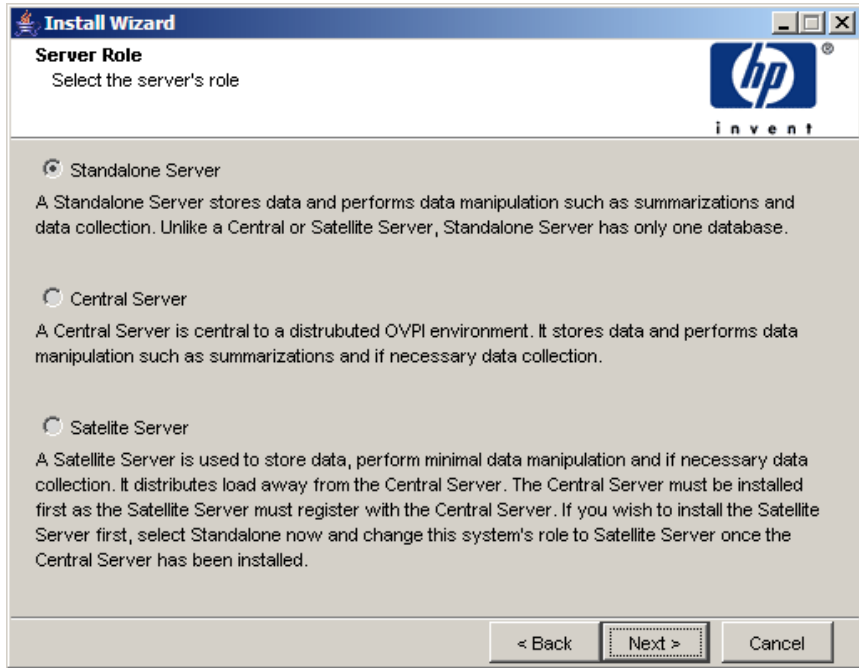 Install Wizard
Server Role
Select the server's role
hp
®
invent
Standalone Server
A Standalone Server stores data and performs data manipulation such as summarizations and
data collection. Unlike a Central or Satellite Server, Standalone Server has only one database.
Central Server
A Central Server is central to a distrubuted OVPI environment. It stores data and performs data
manipulation such as summarizations and if necessary data collection.
Satelite Server
A Satellite Server is used to store data, perform minimal data manipulation and if necessary data
collection. It distributes load away from the Central Server. The Central Server must be installed
first as the Satellite Server must register with the Central Server. If you wish to install the Satellite
Server first, select Standalone now and change this system's role to Satellite Server once the
Central Server has been installed.
< Back
Next >
Cancel